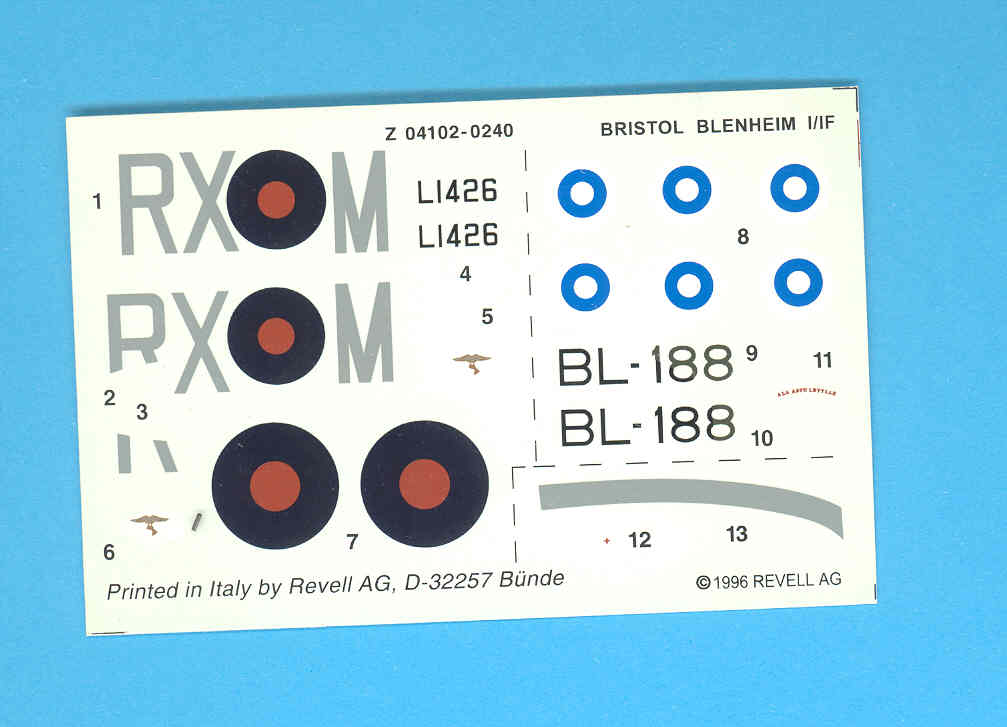 Z 04102-0240
BRISTOL BLENHEIM I/IF
1
RX M
L1426
L1426
8
4
5
RX M
BL-188 9
11
2
3
R
BL-188 10
6
7
12
13
Printed in Italy by Revell AG, D-32257 Bünde
©1996 REVELL AG